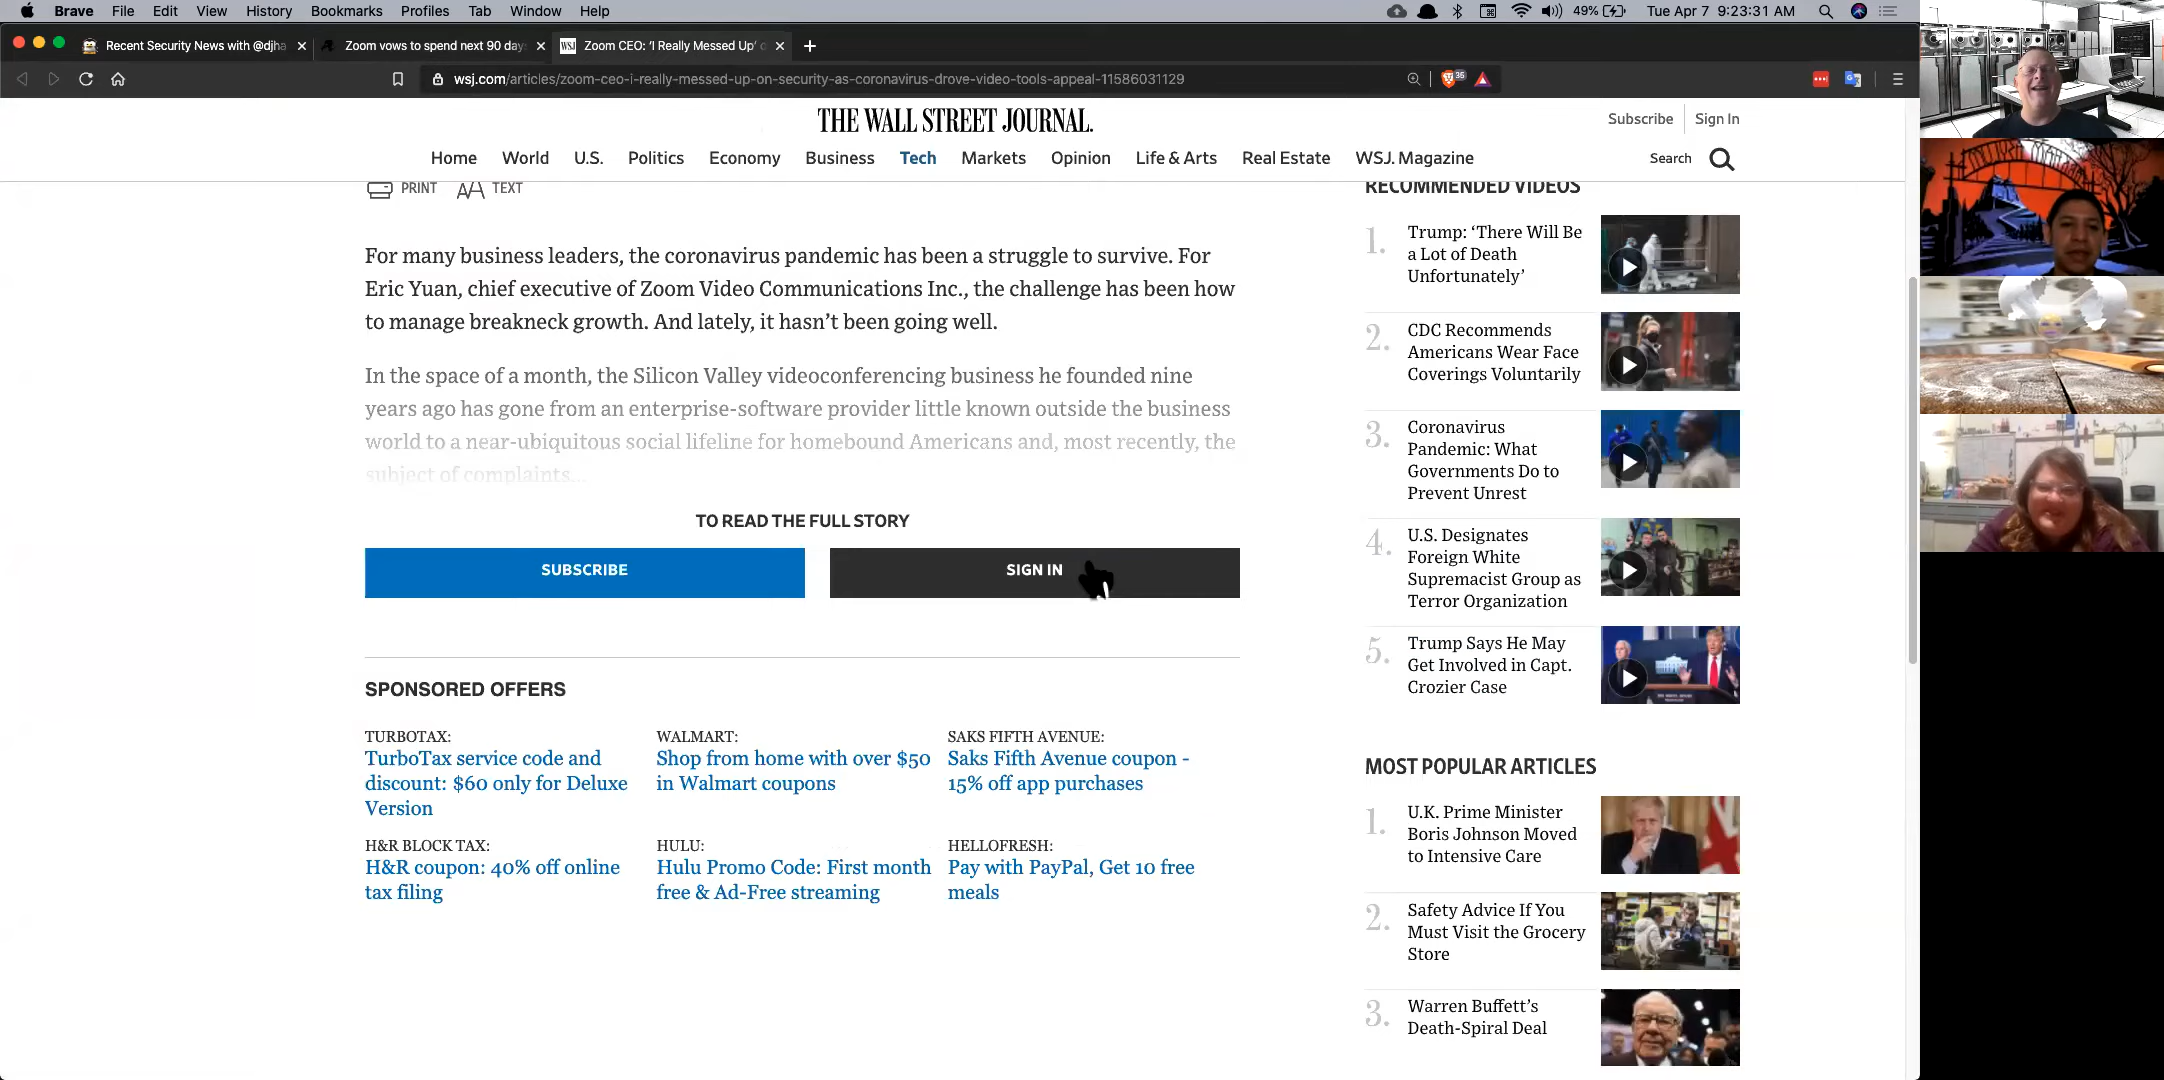 Brave File Edit View History Bookmarks Profiles Tab Window Help 49% Tue Apr 7 9:23:31 AM
Recent Security News with @djha Zoom vows to spend next 90 day WSJ Zoom CEO: ‘I Really Messed Up’ o
wsj.com/articles/zoom-ceo-i-really-messed-up-on-security-as-coronavirus-drove-video-tools-appeal-11586031129 35
THE WALL STREET JOURNAL.
Subscribe Sign In
Home World U.S. Politics Economy Business Tech Markets Opinion Life & Arts Real Estate WSJ. Magazine Search
PRINT AA TEXT
For many business leaders, the coronavirus pandemic has been a struggle to survive. For
Eric Yuan, chief executive of Zoom Video Communications Inc., the challenge has been how
to manage breakneck growth. And lately, it hasn’t been going well.
In the space of a month, the Silicon Valley videoconferencing business he founded nine
years ago has gone from an enterprise-software provider little known outside the business
world to a near-ubiquitous social lifeline for homebound Americans and, most recently, the
subject of complaints...
TO READ THE FULL STORY
SUBSCRIBE
SIGN IN
SPONSORED OFFERS
TURBOTAX:
TurboTax service code and
discount: $60 only for Deluxe
Version
WALMART:
Shop from home with over $50
in Walmart coupons
SAKS FIFTH AVENUE:
Saks Fifth Avenue coupon -
15% off app purchases
H&R BLOCK TAX:
H&R coupon: 40% off online
tax filing
HULU:
Hulu Promo Code: First month
free & Ad-Free streaming
HELLOFRESH:
Pay with PayPal, Get 10 free
meals
RECOMMENDED VIDEOS
1. Trump: ‘There Will Be
a Lot of Death
Unfortunately’
2. CDC Recommends
Americans Wear Face
Coverings Voluntarily
3. Coronavirus
Pandemic: What
Governments Do to
Prevent Unrest
4. U.S. Designates
Foreign White
Supremacist Group as
Terror Organization
5. Trump Says He May
Get Involved in Capt.
Crozier Case
MOST POPULAR ARTICLES
1. U.K. Prime Minister
Boris Johnson Moved
to Intensive Care
2. Safety Advice If You
Must Visit the Grocery
Store
3. Warren Buffett’s
Death-Spiral Deal